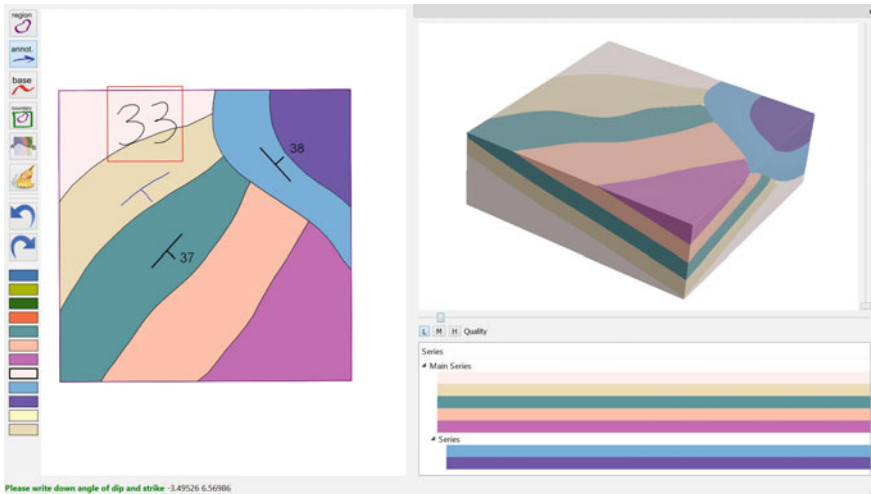 region
annot.
base
boundary
33
38
37
L M H Quality
Series
Main Series
Series
Please write down angle of dip and strike -3.49526 6.56986